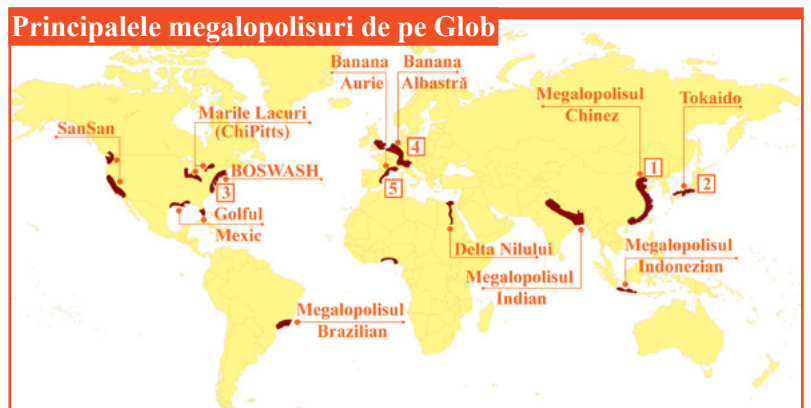 Principalele megalopolisuri de pe Glob
Banana
Aurie
Banana
Albastră
Megalopolisul
Chinez
Tokaido
Marile Lacuri
(ChiPitts)
SanSan
BOSWASH
4
1
2
3
5
Golful
Mexic
Delta Nilului
Megalopolisul
Indian
Megalopolisul
Indonezian
Megalopolisul
Brazilian